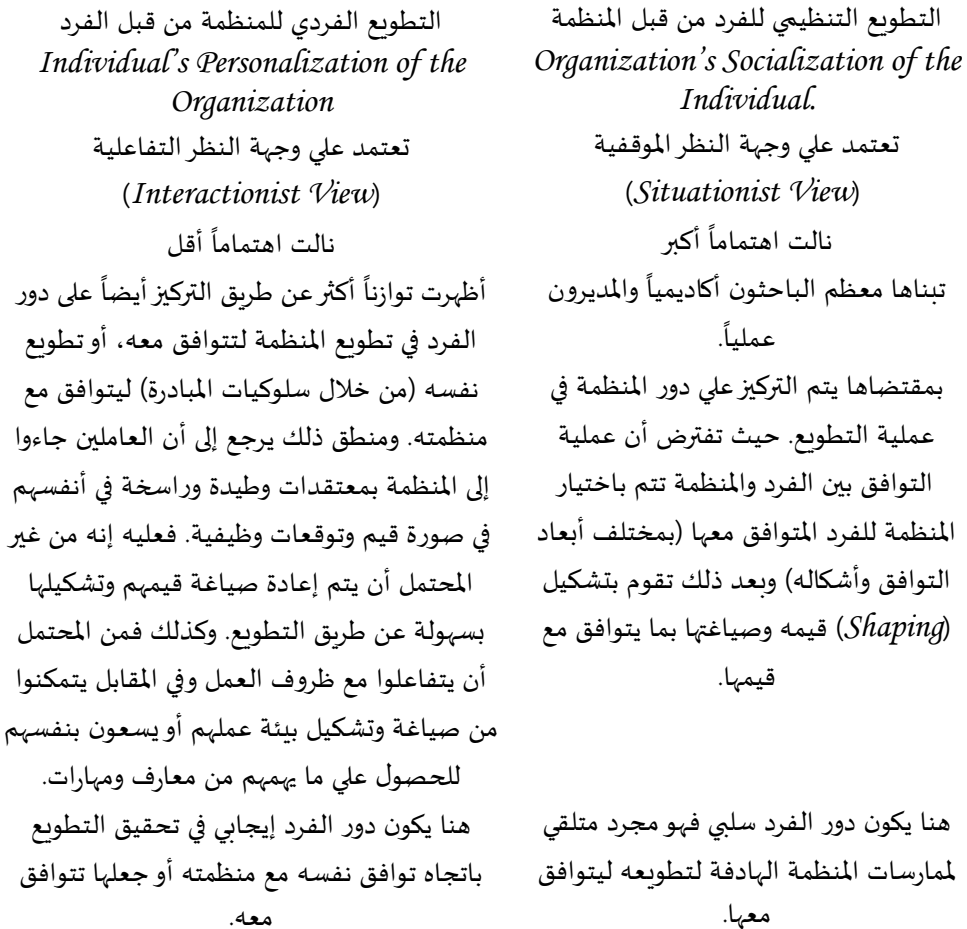 التطويع التنظيمي للفرد من قبل المنظمة
Organization's Socialization of the
Individual.
تعتمد علي وجهة النظر الموقفية
(Situationist View)
نالت اهتماماً أكبر
تبناها معظم الباحثون أكاديمياً والمديرون
عملياً.
بمقتضاها يتم التركيز علي دور المنظمة في
عملية التطويع. حيث تفترض أن عملية
التوافق بين الفرد والمنظمة تتم باختيار
المنظمة للفرد المتوافق معها (بمختلف أبعاد
التوافق وأشكاله) وبعد ذلك تقوم بتشكيل
(Shaping) قيمه وصياغتها بما يتوافق مع
قيمها.
هنا يكون دور الفرد سلبي فهو مجرد متلقي
لممارسات المنظمة الهادفة لتطويعه ليتوافق
معها.
التطويع الفردي للمنظمة من قبل الفرد
Individual's Personalization of the
Organization
تعتمد علي وجهة النظر التفاعلية
(Interactionist View)
نالت اهتماماً أقل
أظهرت توازناً أكثر عن طريق التركيز أيضاً على دور
الفرد في تطويع المنظمة لتتوافق معه، أو تطويع
نفسه (من خلال سلوكيات المبادرة) ليتوافق مع
منظمته. ومنطق ذلك يرجع إلى أن العاملين جاءوا
إلى المنظمة بمعتقدات وطيدة وراسخة في أنفسهم
في صورة قيم وتوقعات وظيفية. فعليه إنه من غير
المحتمل أن يتم إعادة صياغة قيمهم وتشكيلها
بسهولة عن طريق التطويع. وكذلك فمن المحتمل
أن يتفاعلوا مع ظروف العمل وفي المقابل يتمكنوا
من صياغة وتشكيل بيئة عملهم أو يسعون بنفسهم
للحصول علي ما يهمهم من معارف ومهارات.
هنا يكون دور الفرد إيجابي في تحقيق التطويع
باتجاه توافق نفسه مع منظمته أو جعلها تتوافق
معه.